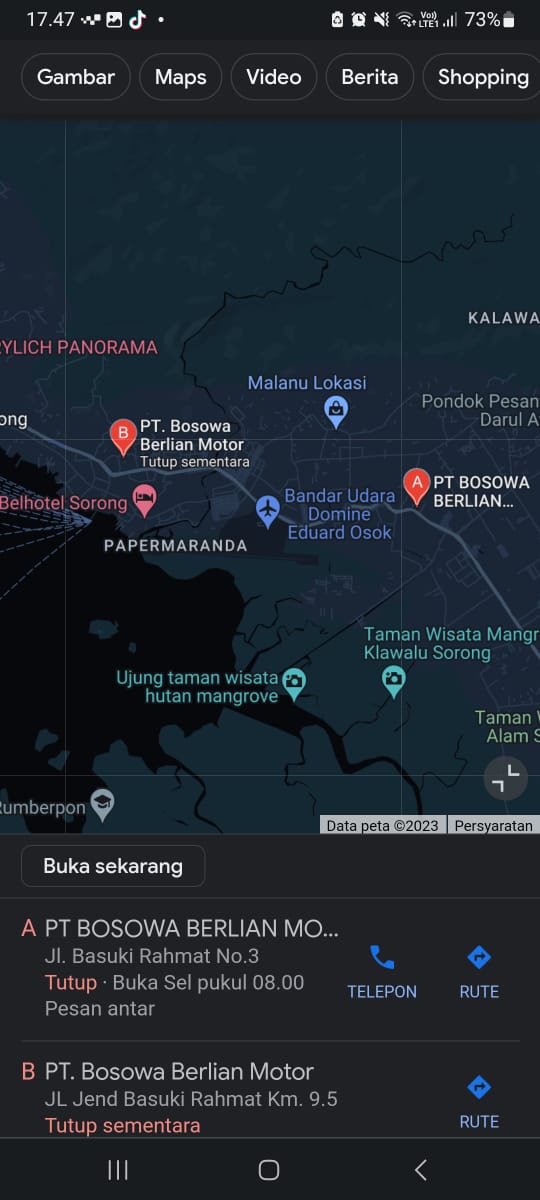 17.47
Vo))
LTE1
73%
Gambar
Maps
Video
Berita
Shopping
KALAWA
RYLICH PANORAMA
Malanu Lokasi
Pondok Pesan
Darul A
ong
B
PT. Bosowa
Berlian Motor
Tutup sementara
A
PT BOSOWA
BERLIAN...
Belhotel Sorong
Bandar Udara
Domine
Eduard Osok
PAPERMARANDA
Taman Wisata Mangr
Klawalu Sorong
Ujung taman wisata
hutan mangrove
Taman W
Alam S
Rumberpon
Data peta ©2023
Persyaratan
Buka sekarang
A PT BOSOWA BERLIAN MO...
Jl. Basuki Rahmat No.3
Tutup · Buka Sel pukul 08.00
Pesan antar
TELEPON
RUTE
B PT. Bosowa Berlian Motor
JL Jend Basuki Rahmat Km. 9.5
Tutup sementara
RUTE